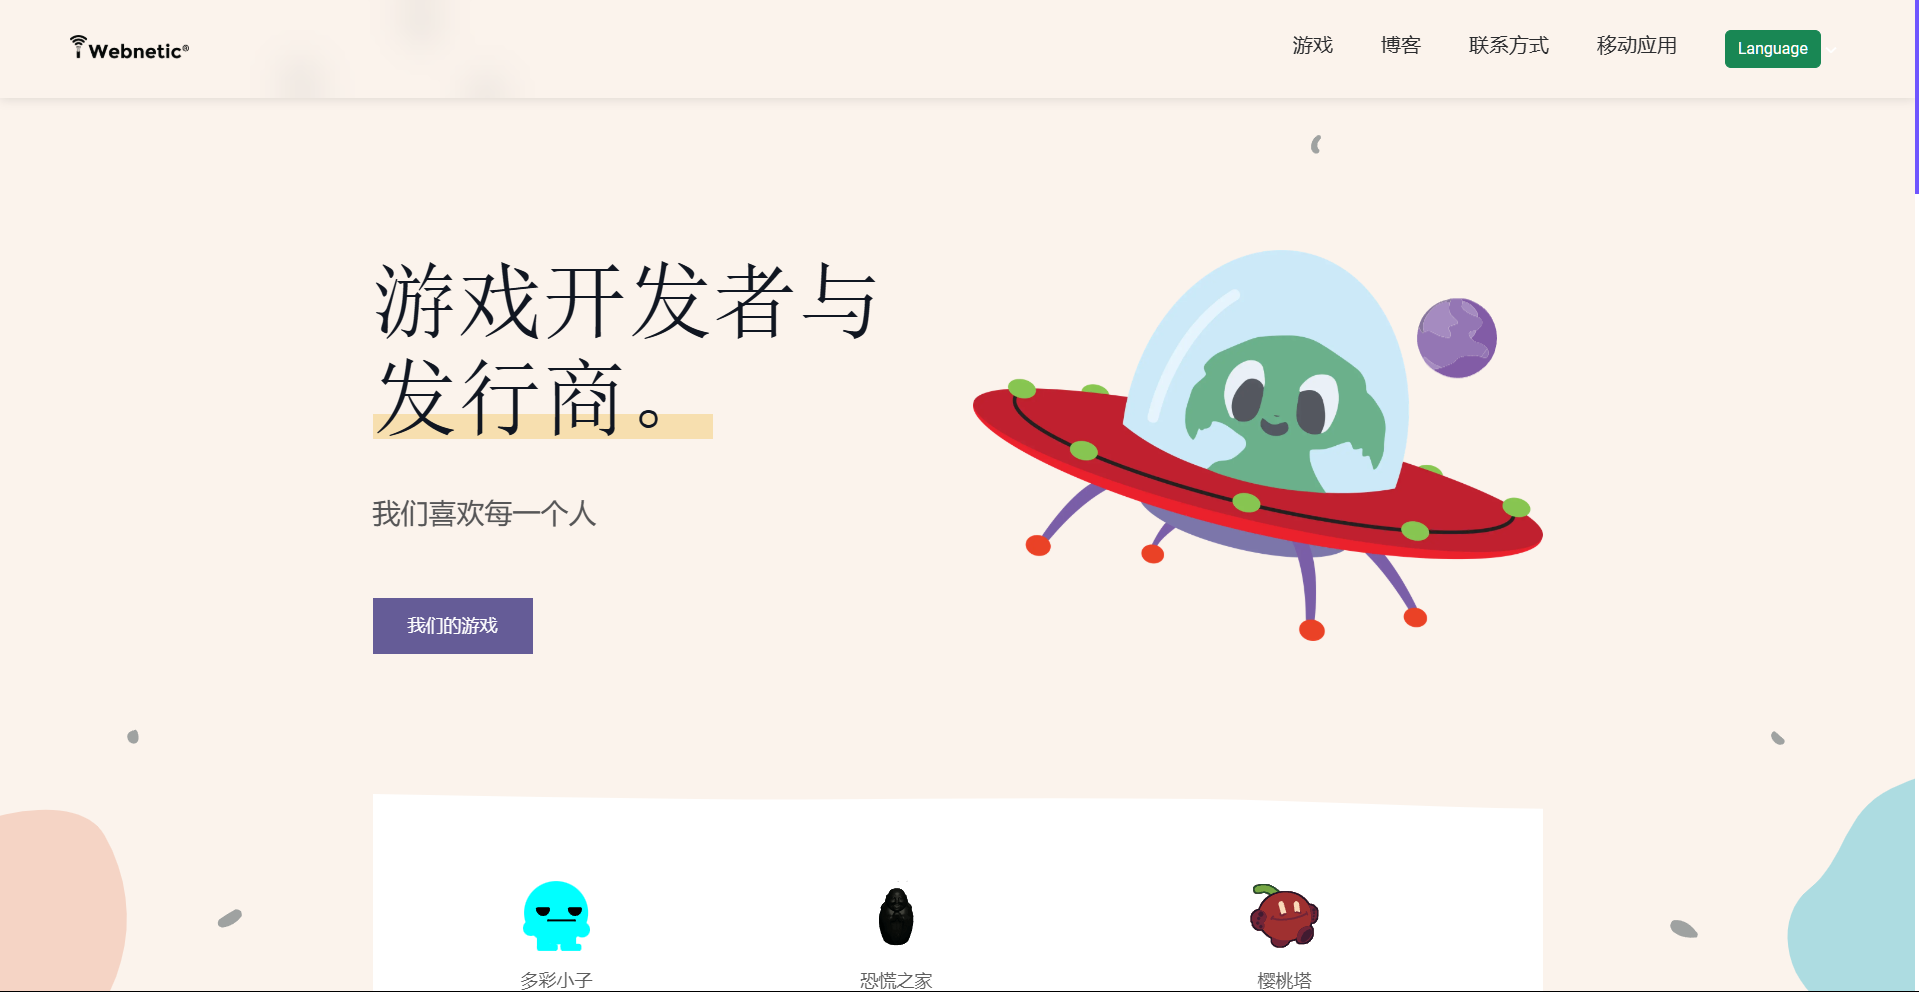 Webnetic®
游戏
博客
联系方式
移动应用
Language
游戏开发者与
发行商。
我们喜欢每一个人
我们的游戏
多彩小子
恐慌之家
樱桃塔